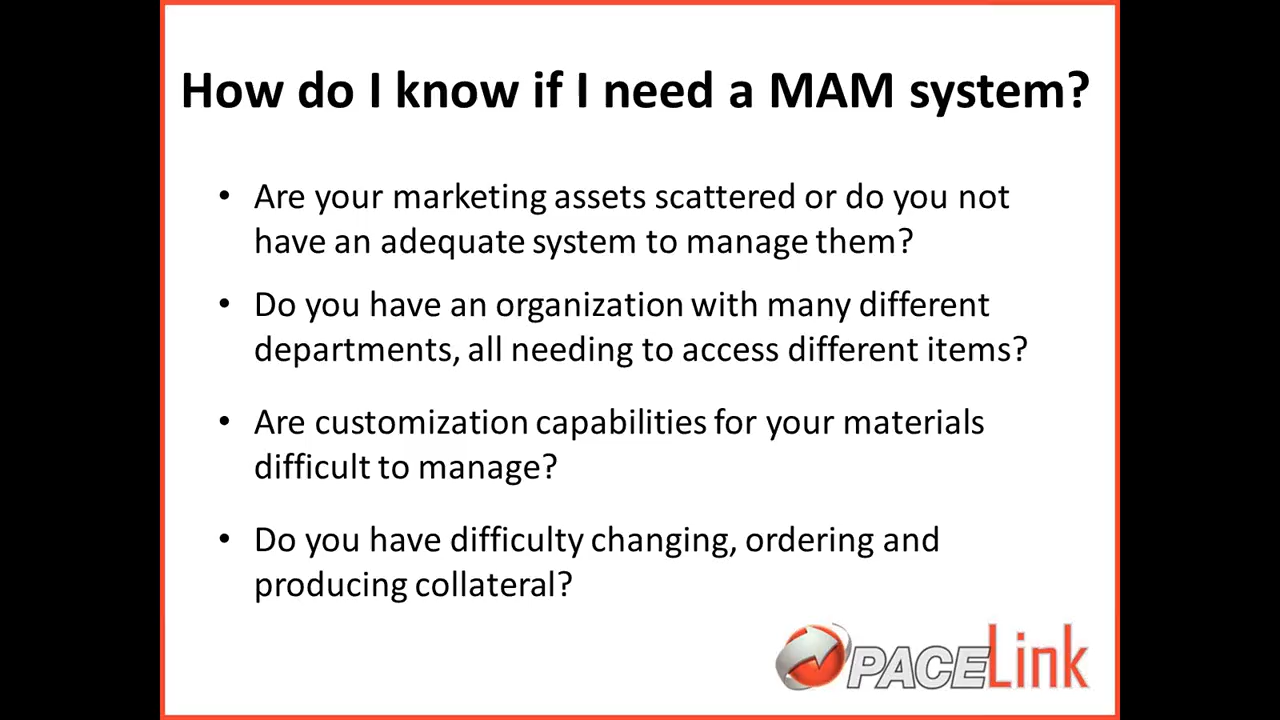 How do I know if I need a MAM system?
• Are your marketing assets scattered or do you not
have an adequate system to manage them?
• Do you have an organization with many different
departments, all needing to access different items?
• Are customization capabilities for your materials
difficult to manage?
• Do you have difficulty changing, ordering and
producing collateral?
PACELink